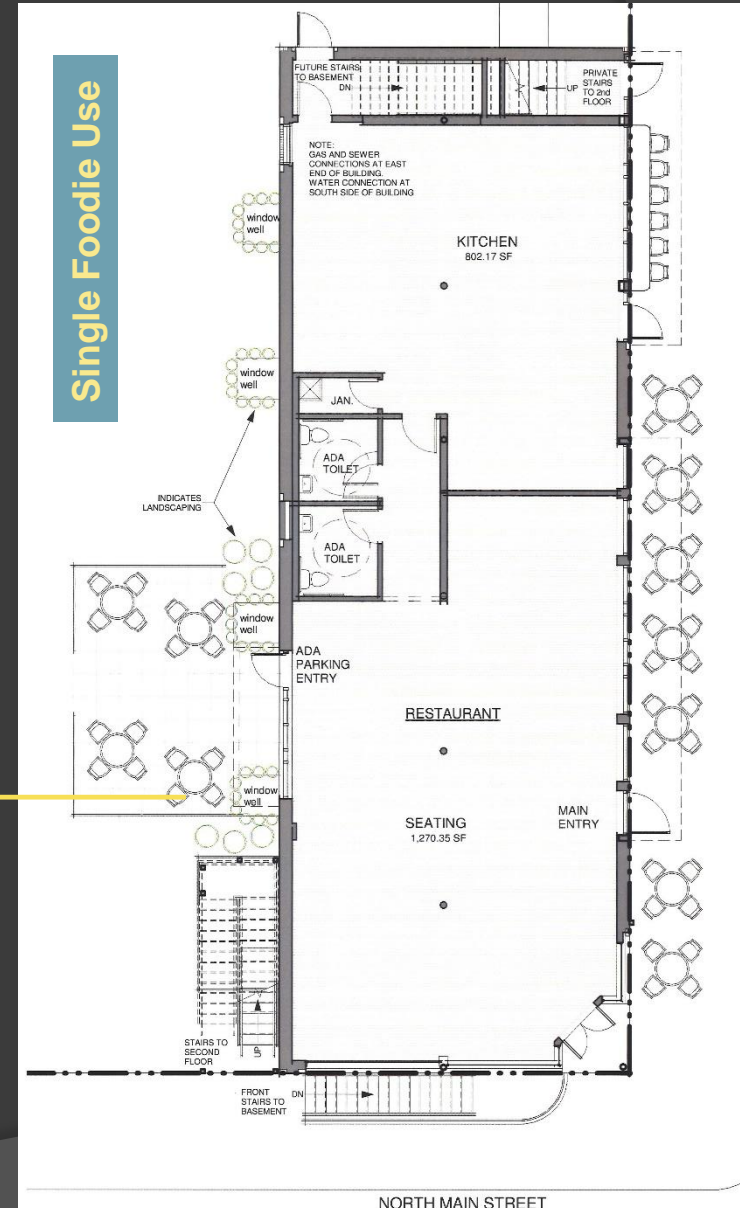 Single Foodie Use
FUTURE STAIRS
TO BASEMENT
DN
UP
PRIVATE
STAIRS
TO 2nd
FLOOR
NOTE:
GAS AND SEWER
CONNECTIONS AT EAST
END OF BUILDING.
WATER CONNECTION AT
SOUTH SIDE OF BUILDING
window
well
KITCHEN
802.17 SF
window
well
JAN.
ADA
TOILET
INDICATES
LANDSCAPING
ADA
TOILET
window
well
ADA
PARKING
ENTRY
RESTAURANT
window
well
SEATING
1,270.35 SF
MAIN
ENTRY
STAIRS TO
SECOND
FLOOR
UP
FRONT
STAIRS TO
BASEMENT
DN
NORTH MAIN STREET